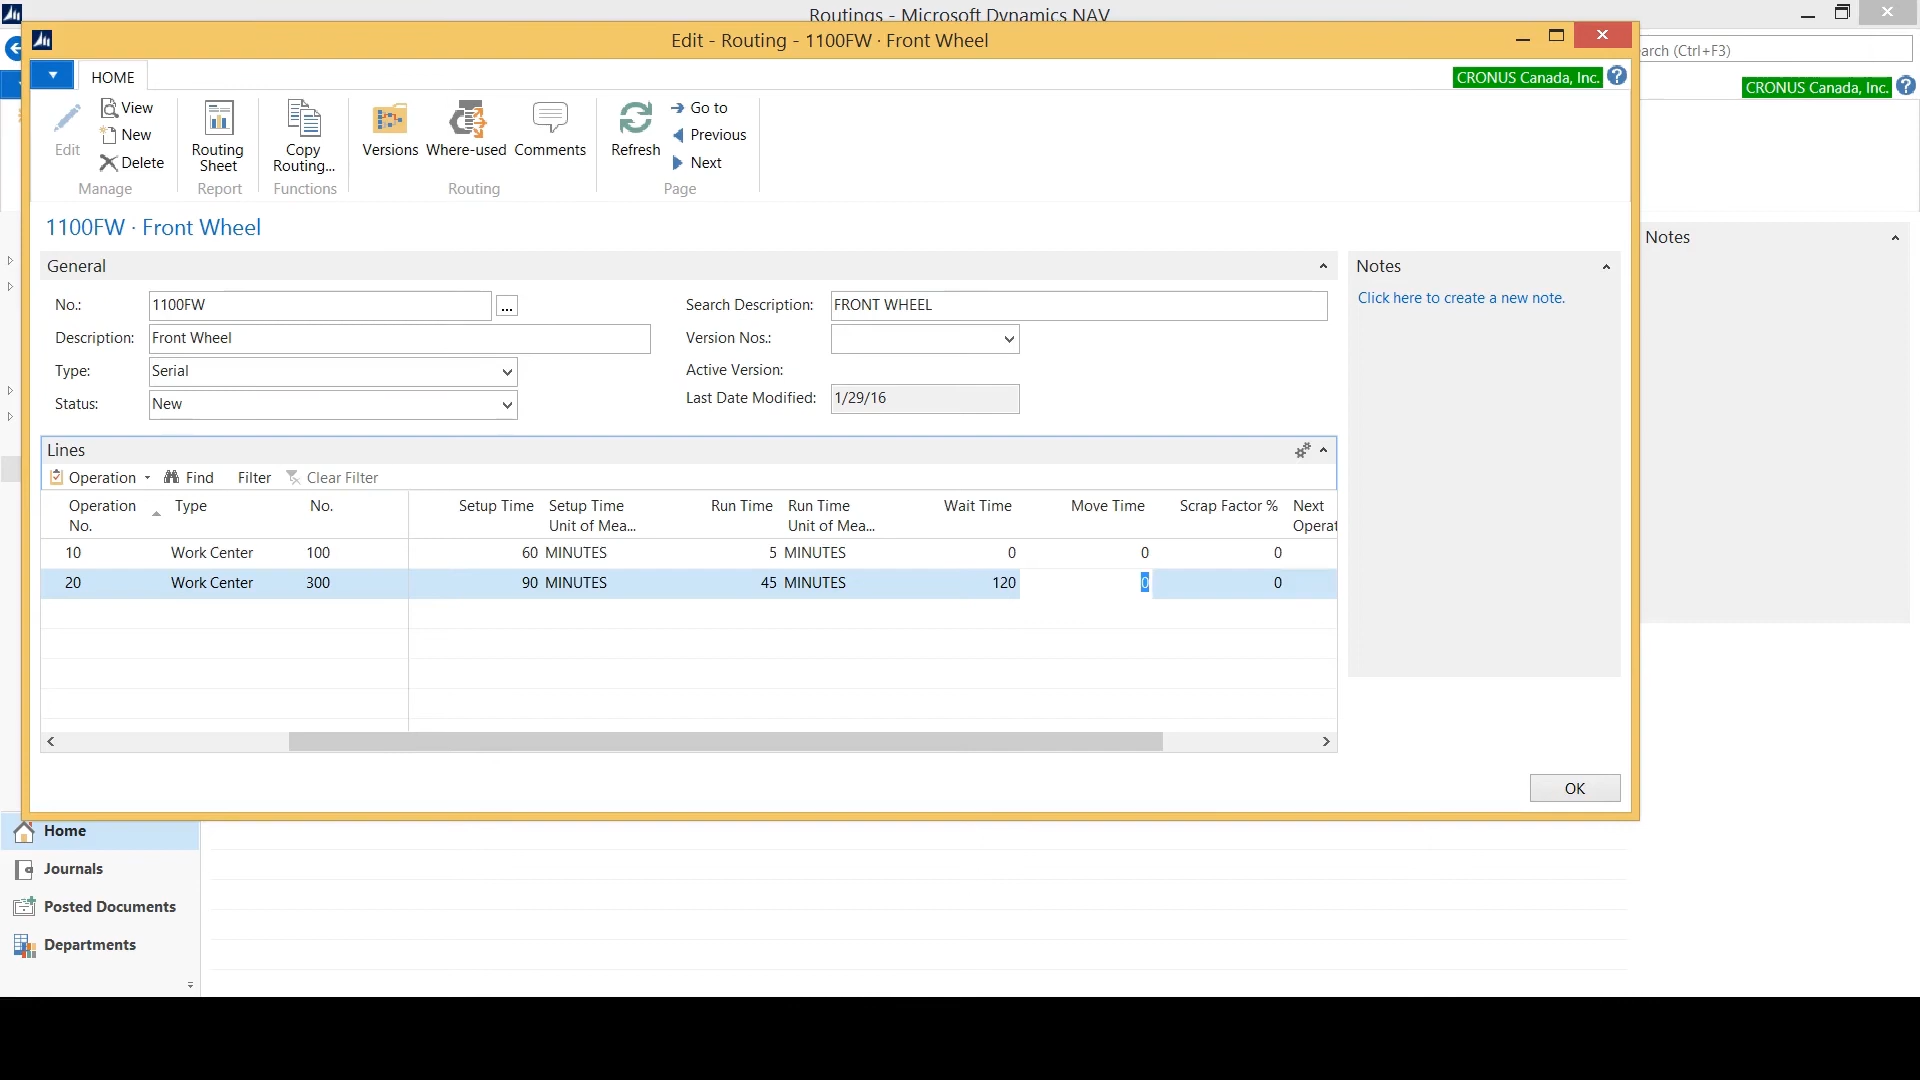 Routings - Microsoft Dynamics NAV
Edit - Routing - 1100FW · Front Wheel
arch (Ctrl+F3)
HOME
CRONUS Canada, Inc.
CRONUS Canada, Inc.
Edit
View
New
Delete
Manage
Routing Sheet
Report
Copy Routing...
Functions
Versions
Where-used
Comments
Routing
Refresh
Go to
Previous
Next
Page
1100FW · Front Wheel
General
No.: 1100FW ...
Description: Front Wheel
Type: Serial
Status: New
Search Description: FRONT WHEEL
Version Nos.:
Active Version:
Last Date Modified: 1/29/16
Notes
Click here to create a new note.
Notes
Lines
Operation Find Filter Clear Filter
Operation No. Type No. Setup Time Setup Time Unit of Mea... Run Time Run Time Unit of Mea... Wait Time Move Time Scrap Factor % Next Operat
10 Work Center 100 60 MINUTES 5 MINUTES 0 0 0
20 Work Center 300 90 MINUTES 45 MINUTES 120 0 0
OK
Home
Journals
Posted Documents
Departments